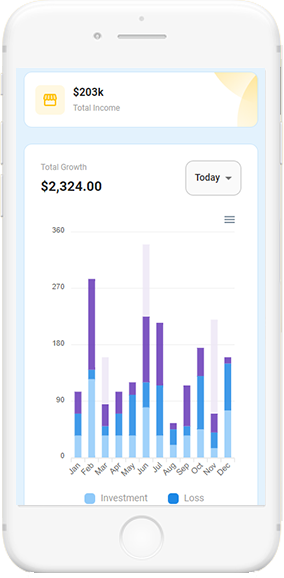 $203k
Total Income
Total Growth
$2,324.00
Today
360
270
180
90
0
Jan Feb Mar Apr May Jun Jul Aug Sep Oct Nov Dec
Investment Loss